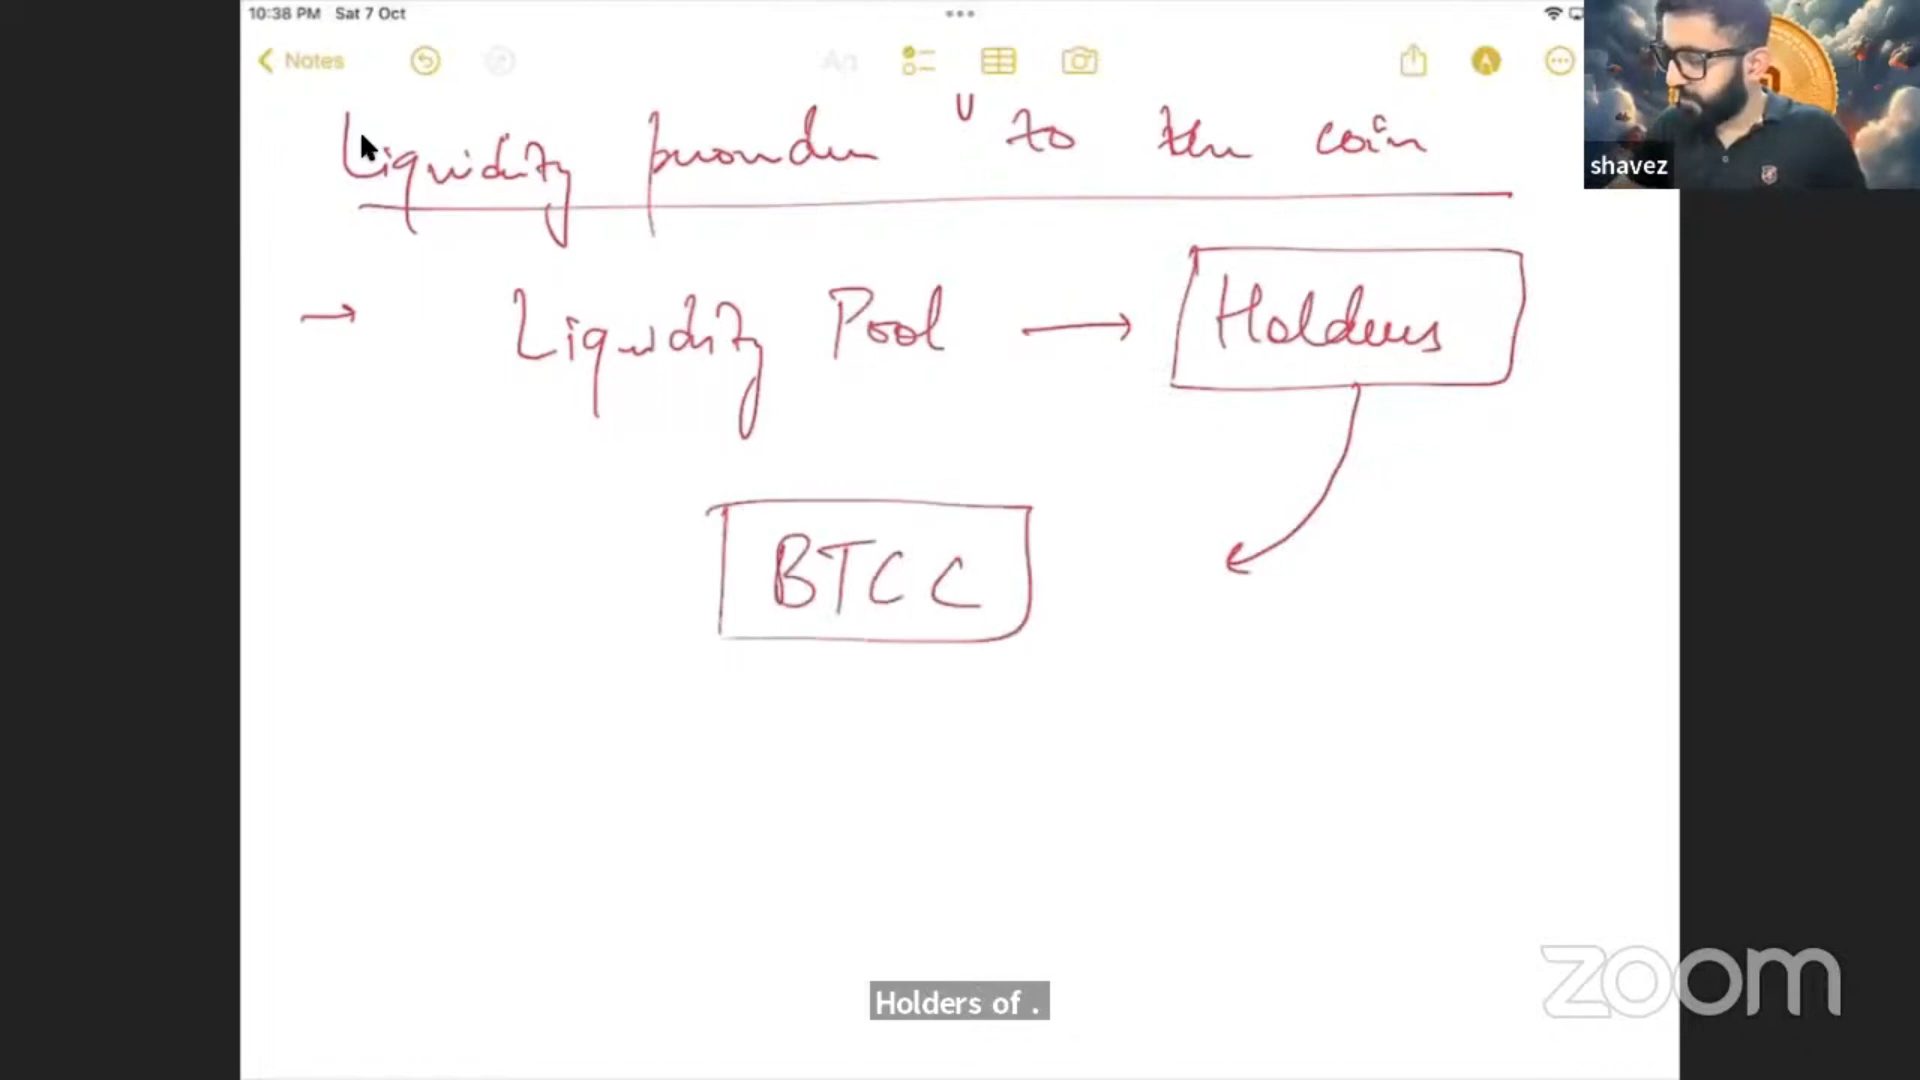 10:38 PM Sat 7 Oct
Notes
Aa
Liquidity provider to the coin
shavez
→ Liquidity Pool → Holders
BTCC
Holders of .
zoom